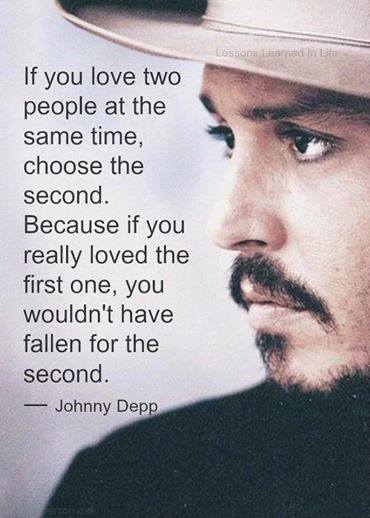 Lessons Learned In Life
If you love two
people at the
same time,
choose the
second.
Because if you
really loved the
first one, you
wouldn't have
fallen for the
second.
— Johnny Depp